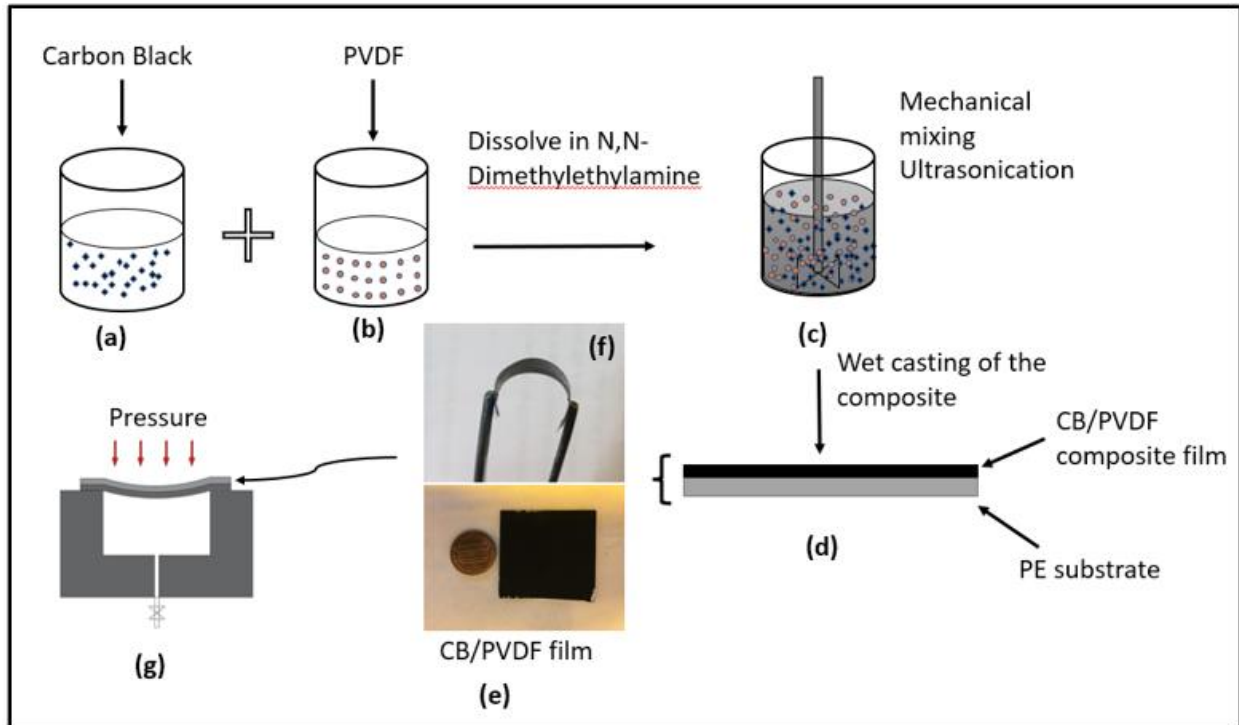 Carbon Black
PVDF
Dissolve in N,N-
Dimethylethylamine
Mechanical
mixing
Ultrasonication
(a)
(b)
(c)
(f)
Wet casting of the
composite
CB/PVDF
composite film
Pressure
(d)
PE substrate
CB/PVDF film
(g)
(e)